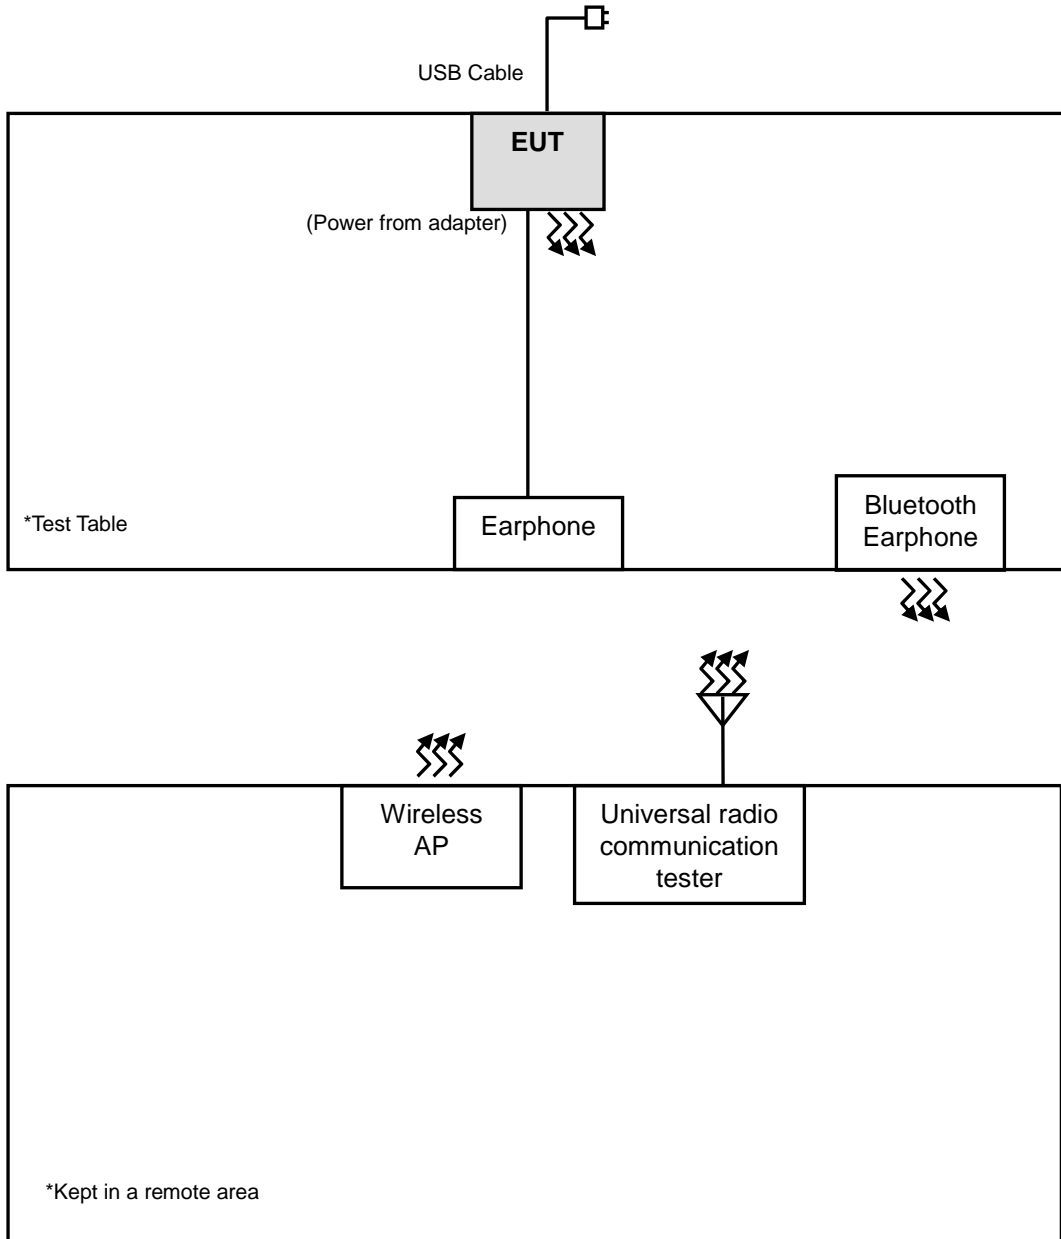 USB Cable
EUT
(Power from adapter)
*Test Table
Earphone
Bluetooth
Earphone
Wireless
AP
Universal radio
communication
tester
*Kept in a remote area